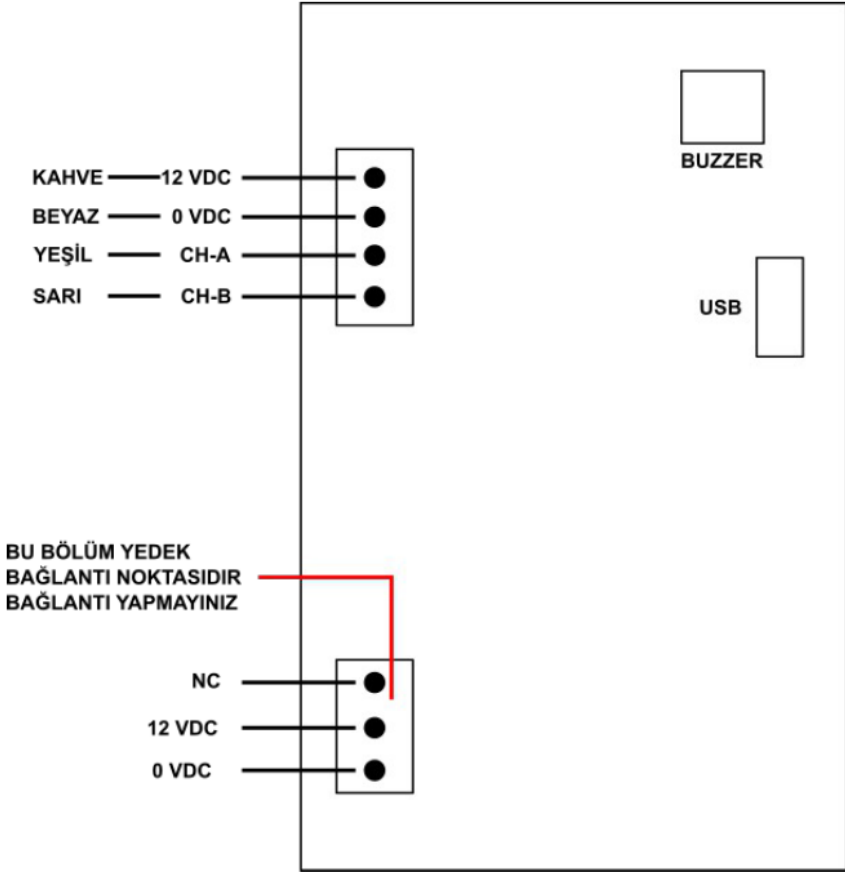 BUZZER
KAHVE 12 VDC
BEYAZ 0 VDC
YEŞİL CH-A
SARI CH-B
USB
BU BÖLÜM YEDEK
BAĞLANTI NOKTASIDIR
BAĞLANTI YAPMAYINIZ
NC
12 VDC
0 VDC